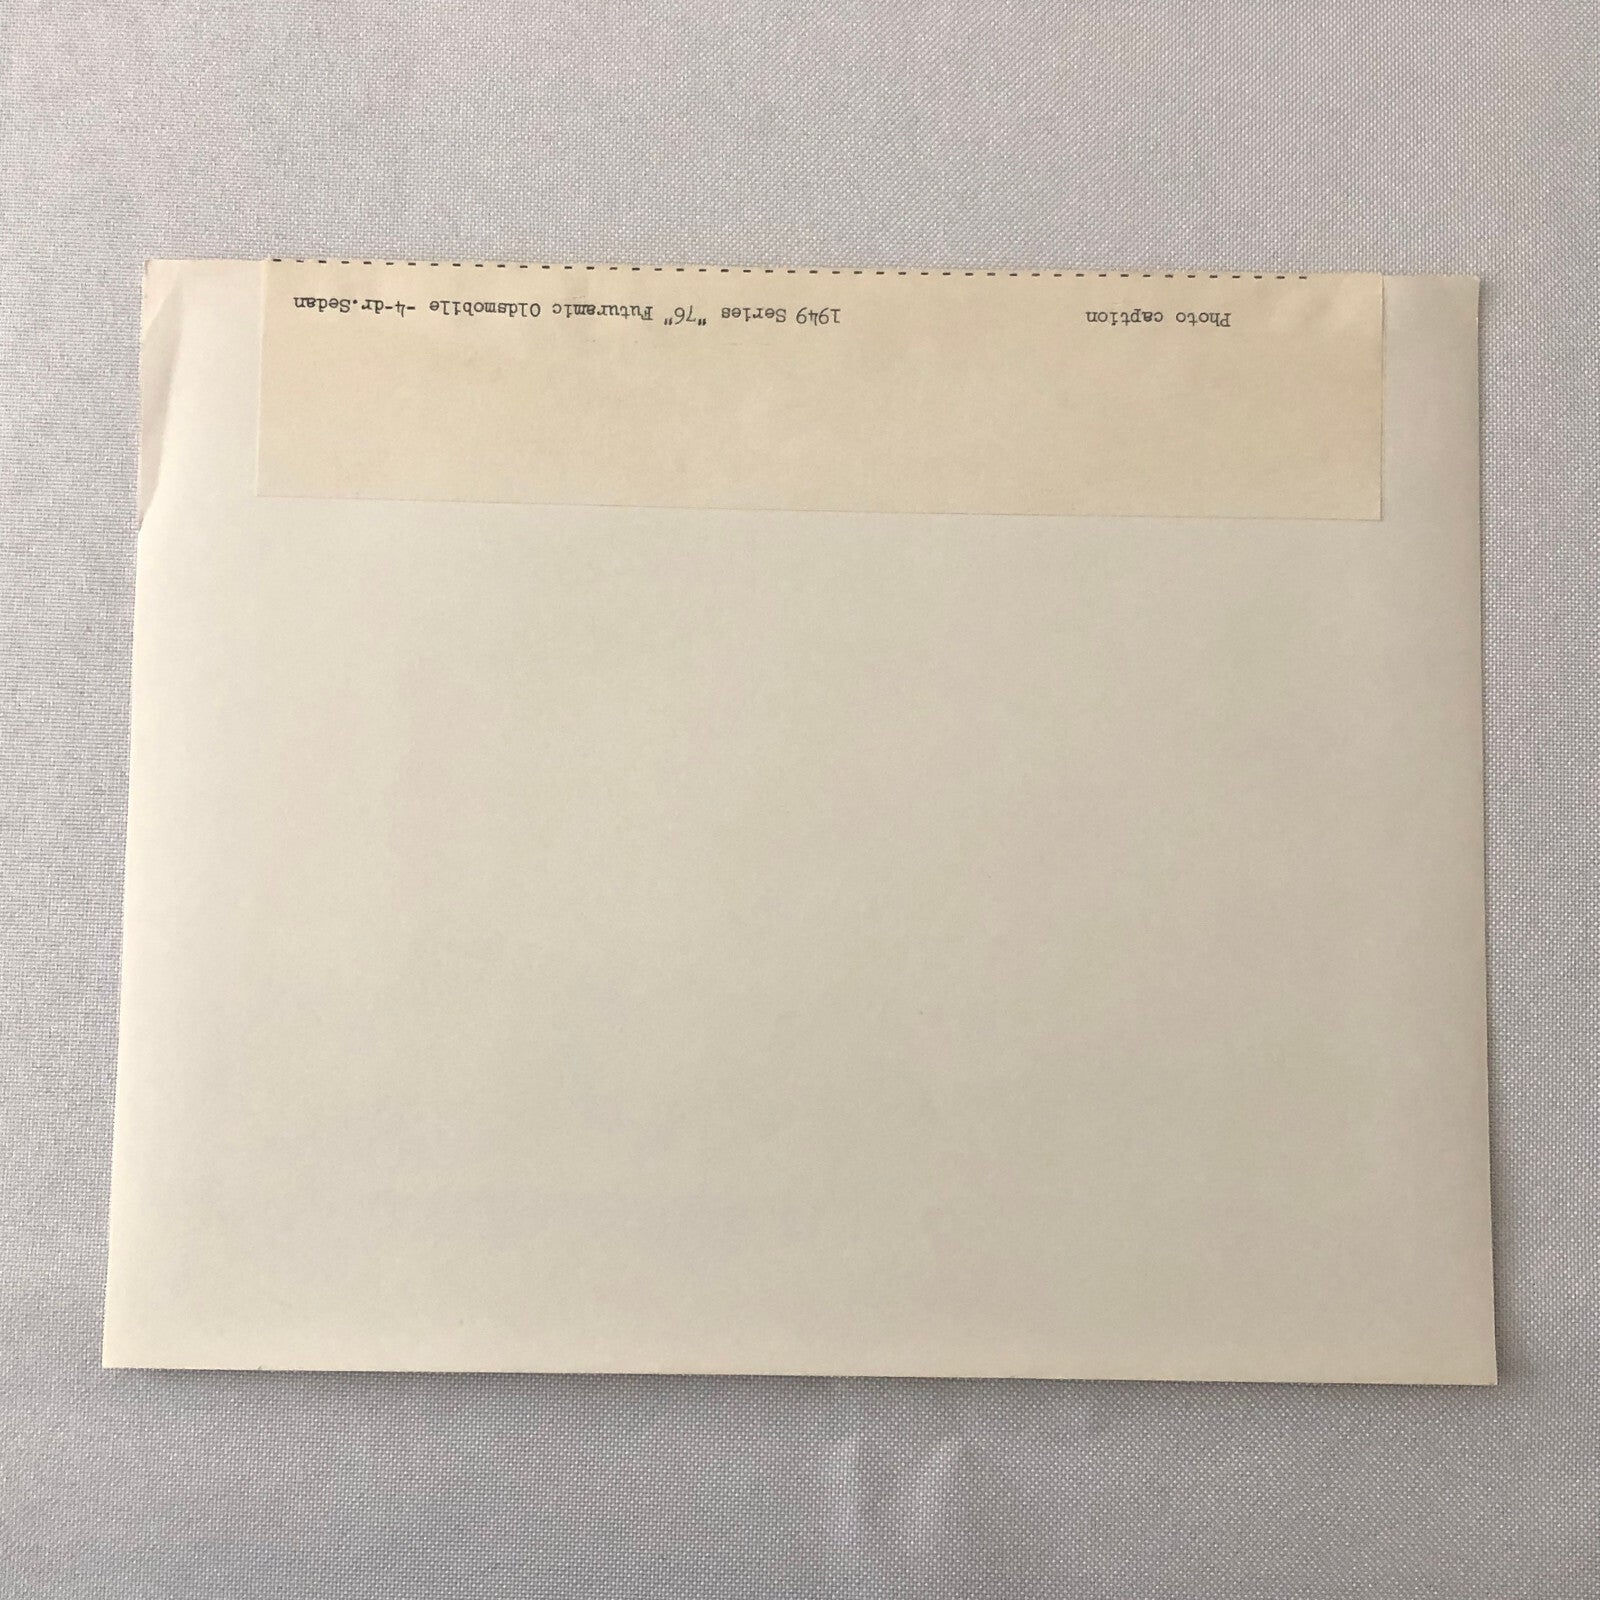 Photo caption 1949 Series "76" Futuramic Oldsmobile -4-dr.Sedan